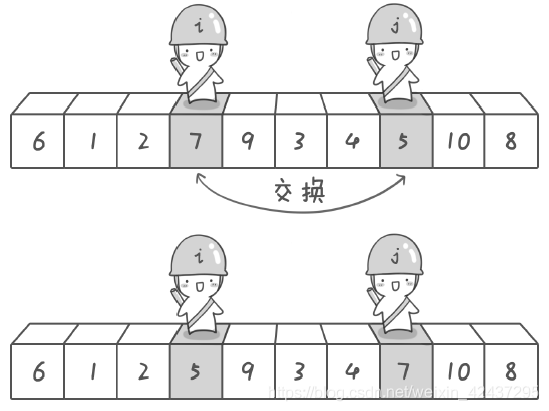 i j
6 1 2 7 9 3 4 5 10 8
交换
i j
6 1 2 5 9 3 4 7 10 8
https://blog.csdn.net/weixin_42437295